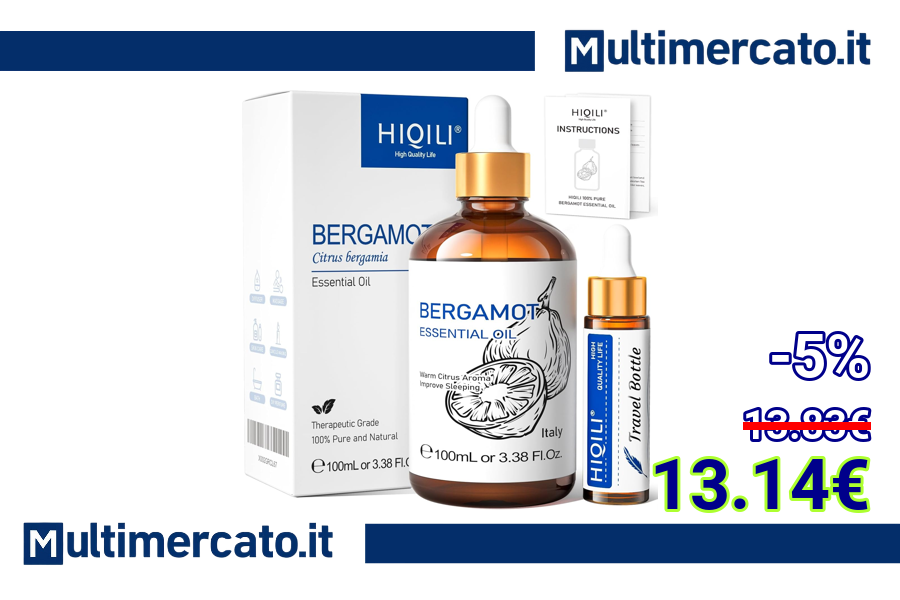 Multimercato.it
HIQILI®
High Quality Life
BERGAMOT
Citrus bergamia
Essential Oil
Therapeutic Grade
100% Pure and Natural
℮100mL or 3.38 Fl.O
BERGAMOT
ESSENTIAL OIL
Warm Citrus Aroma
Improve Sleeping
Italy
℮100mL or 3.38 Fl.Oz.
HIQILI®
High Quality Life
INSTRUCTIONS
HIQILI 100% PURE
BERGAMOT ESSENTIAL OIL
HIQILI®
HIGH
QUALITY LIFE
Travel Bottle
-5%
13.83€
13.14€
Multimercato.it